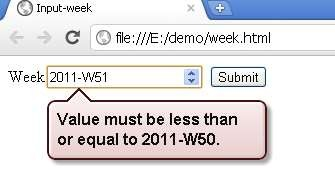 Input-week
file:///E:/demo/week.html
Week 2011-W51 Submit
Value must be less than
or equal to 2011-W50.